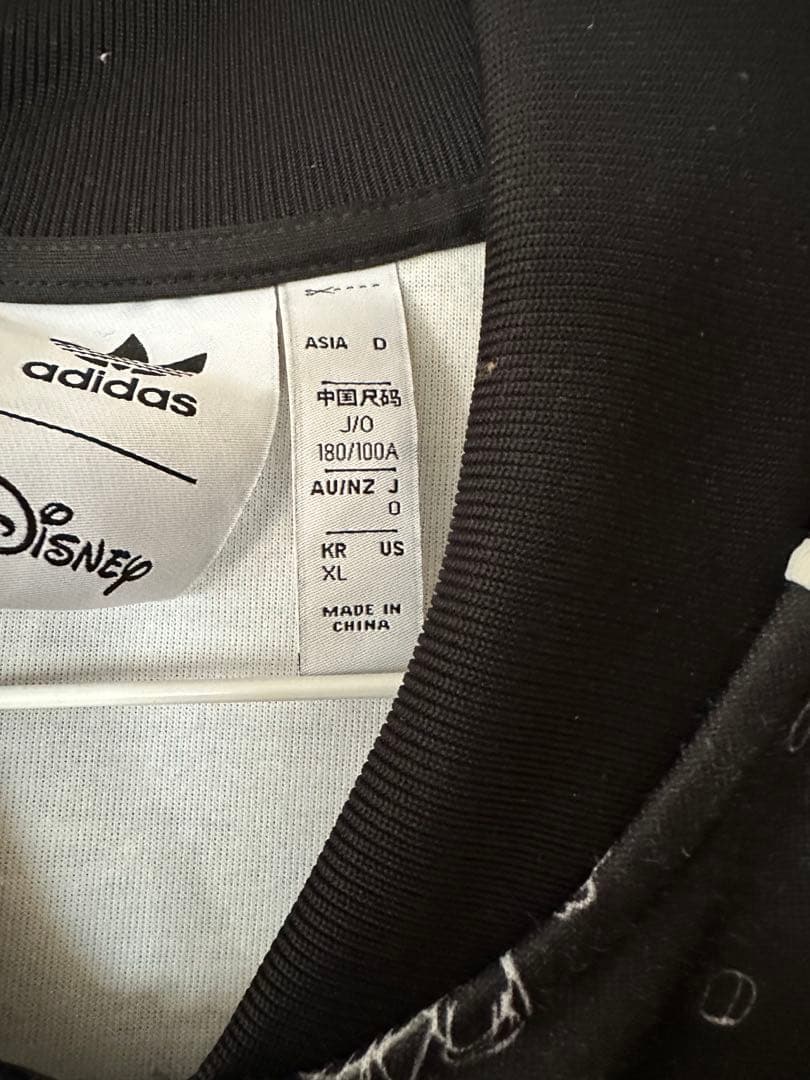 adidas
Disney
ASIA D
中国尺码
J/O
180/100A
AU/NZ J
O
KR US
XL
MADE IN
CHINA